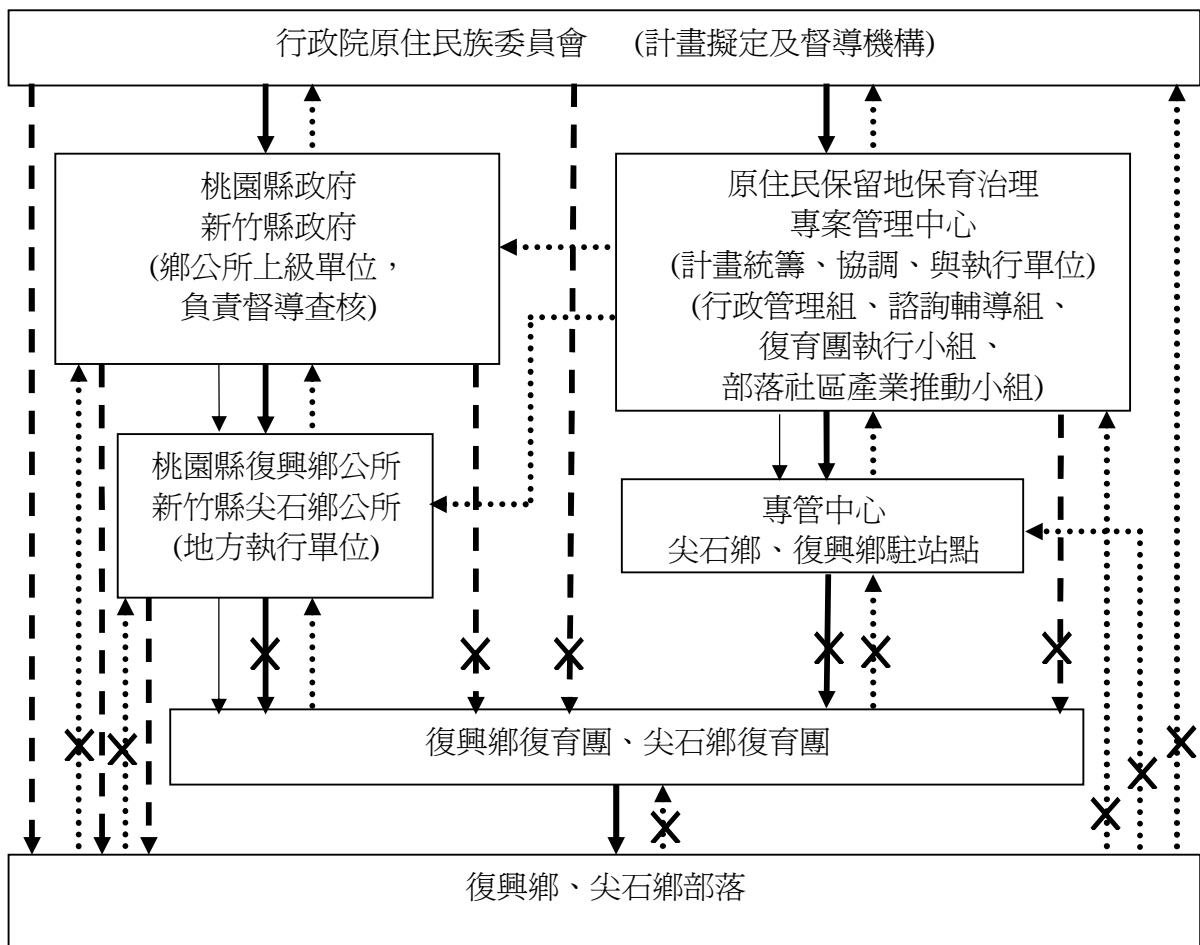 行政院原住民族委員會 (計畫擬定及督導機構)
桃園縣政府
新竹縣政府
(鄉公所上級單位，
負責督導查核)
原住民保留地保育治理
專案管理中心
(計畫統籌、協調、與執行單位)
(行政管理組、諮詢輔導組、
復育團執行小組、
部落社區產業推動小組)
桃園縣復興鄉公所
新竹縣尖石鄉公所
(地方執行單位)
專管中心
尖石鄉、復興鄉駐站點
復興鄉復育團、尖石鄉復育團
復興鄉、尖石鄉部落